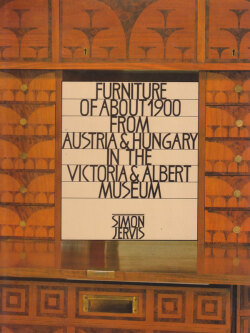 FURNITURE
OF ABOUT 1900
FROM
AUSTRIA & HUNGARY
IN THE
VICTORIA & ALBERT
MUSEUM
SIMON
JERVIS